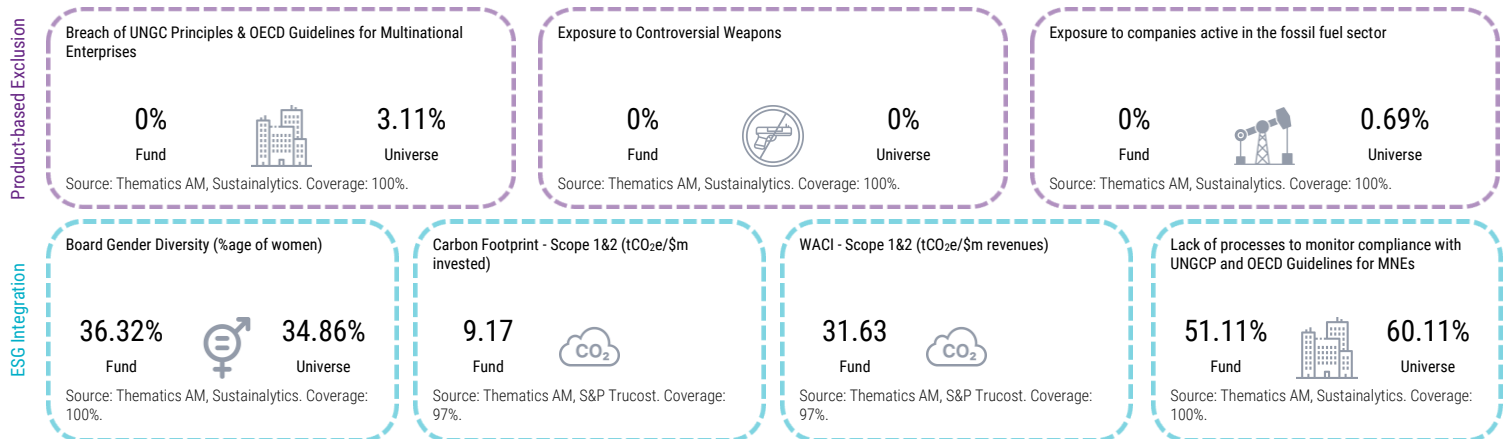 Product-based Exclusion
Breach of UNGC Principles & OECD Guidelines for Multinational
Enterprises
0%
Fund
3.11%
Universe
Source: Thematics AM, Sustainalytics. Coverage: 100%.
Exposure to Controversial Weapons
0%
Fund
0%
Universe
Source: Thematics AM, Sustainalytics. Coverage: 100%.
Exposure to companies active in the fossil fuel sector
0%
Fund
0.69%
Universe
Source: Thematics AM, Sustainalytics. Coverage: 100%.
ESG Integration
Board Gender Diversity (%age of women)
36.32%
Fund
34.86%
Universe
Source: Thematics AM, Sustainalytics. Coverage:
100%.
Carbon Footprint - Scope 1&2 (tCO₂e/$m
invested)
9.17
Fund
CO₂
Source: Thematics AM, S&P Trucost. Coverage:
97%.
WACI - Scope 1&2 (tCO₂e/$m revenues)
31.63
Fund
CO₂
Source: Thematics AM, S&P Trucost. Coverage:
97%.
Lack of processes to monitor compliance with
UNGCP and OECD Guidelines for MNEs
51.11%
Fund
60.11%
Universe
Source: Thematics AM, Sustainalytics. Coverage:
100%.